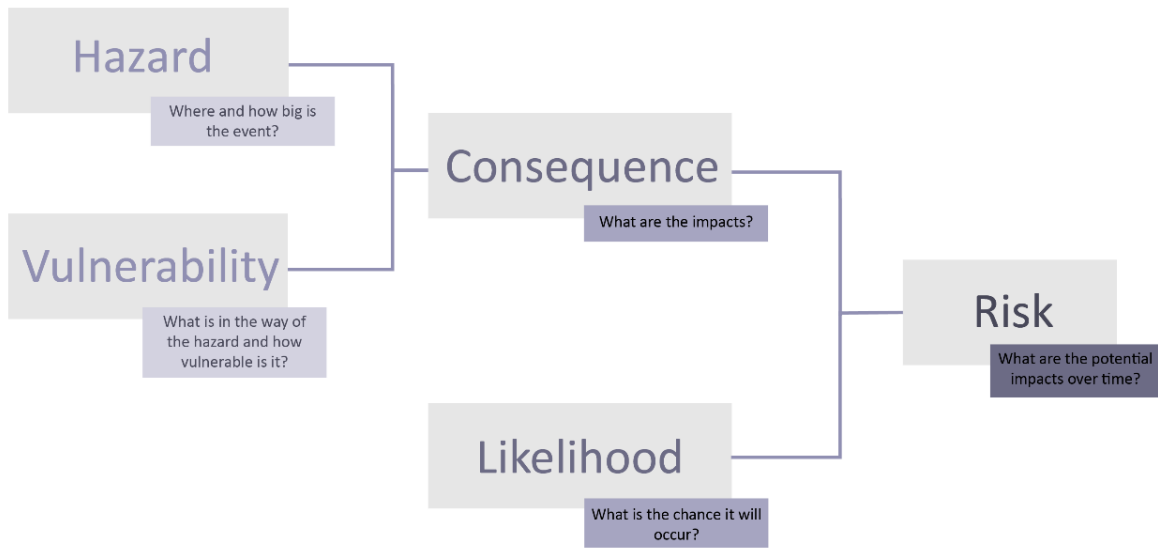 Hazard
Where and how big is
the event?
Vulnerability
What is in the way of
the hazard and how
vulnerable is it?
Consequence
What are the impacts?
Likelihood
What is the chance it will
occur?
Risk
What are the potential
impacts over time?